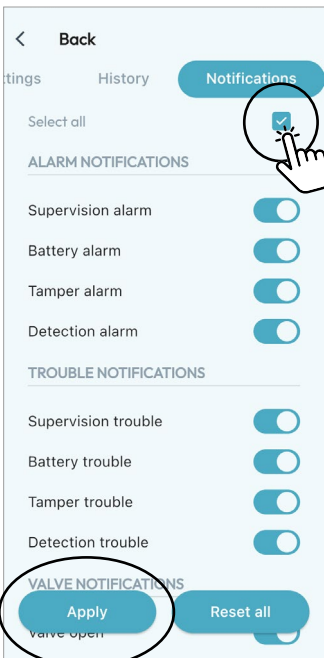 Back
ttings History Notifications
Select all
ALARM NOTIFICATIONS
Supervision alarm
Battery alarm
Tamper alarm
Detection alarm
TROUBLE NOTIFICATIONS
Supervision trouble
Battery trouble
Tamper trouble
Detection trouble
VALVE NOTIFICATIONS
Apply Reset all
Valve open